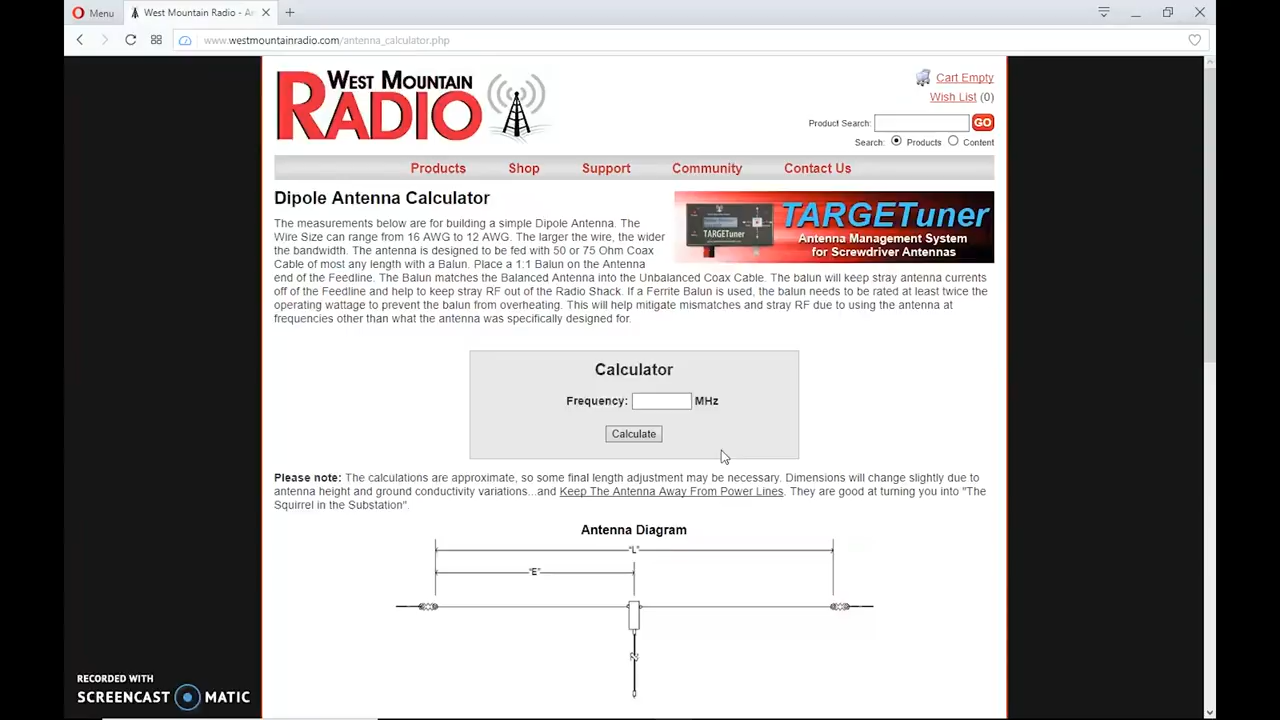 Menu
West Mountain Radio - An
www.westmountainradio.com/antenna_calculator.php
WEST MOUNTAIN
RADIO
Cart Empty
Wish List (0)
Product Search: GO
Search: Products Content
Products Shop Support Community Contact Us
Dipole Antenna Calculator
The measurements below are for building a simple Dipole Antenna. The
Wire Size can range from 16 AWG to 12 AWG. The larger the wire, the wider
the bandwidth. The antenna is designed to be fed with 50 or 75 Ohm Coax
Cable of most any length with a Balun. Place a 1:1 Balun on the Antenna
end of the Feedline. The Balun matches the Balanced Antenna into the Unbalanced Coax Cable. The balun will keep stray antenna currents
off of the Feedline and help to keep stray RF out of the Radio Shack. If a Ferrite Balun is used, the balun needs to be rated at least twice the
operating wattage to prevent the balun from overheating. This will help mitigate mismatches and stray RF due to using the antenna at
frequencies other than what the antenna was specifically designed for.
TARGETuner
TARGETuner
Antenna Management System
for Screwdriver Antennas
Calculator
Frequency: MHz
Calculate
Please note: The calculations are approximate, so some final length adjustment may be necessary. Dimensions will change slightly due to
antenna height and ground conductivity variations...and Keep The Antenna Away From Power Lines. They are good at turning you into "The
Squirrel in the Substation".
Antenna Diagram
"L"
"E"
RECORDED WITH
SCREENCAST MATIC